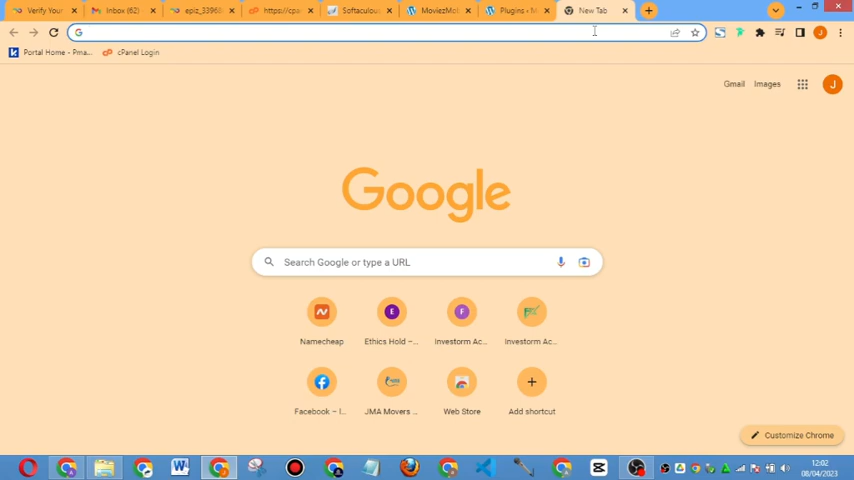 Verify Your
Inbox (62)
epiz_3396
https://cpa
Softaculous
MoviezMo
Plugins ‹ M
New Tab
Portal Home - Pma...
cPanel Login
J
Gmail
Images
J
Google
Search Google or type a URL
Namecheap
E
Ethics Hold –...
F
Investorm Ac...
Investorm Ac...
Facebook – l...
JMA Movers ...
Web Store
Add shortcut
Customize Chrome
12:02
08/04/2023